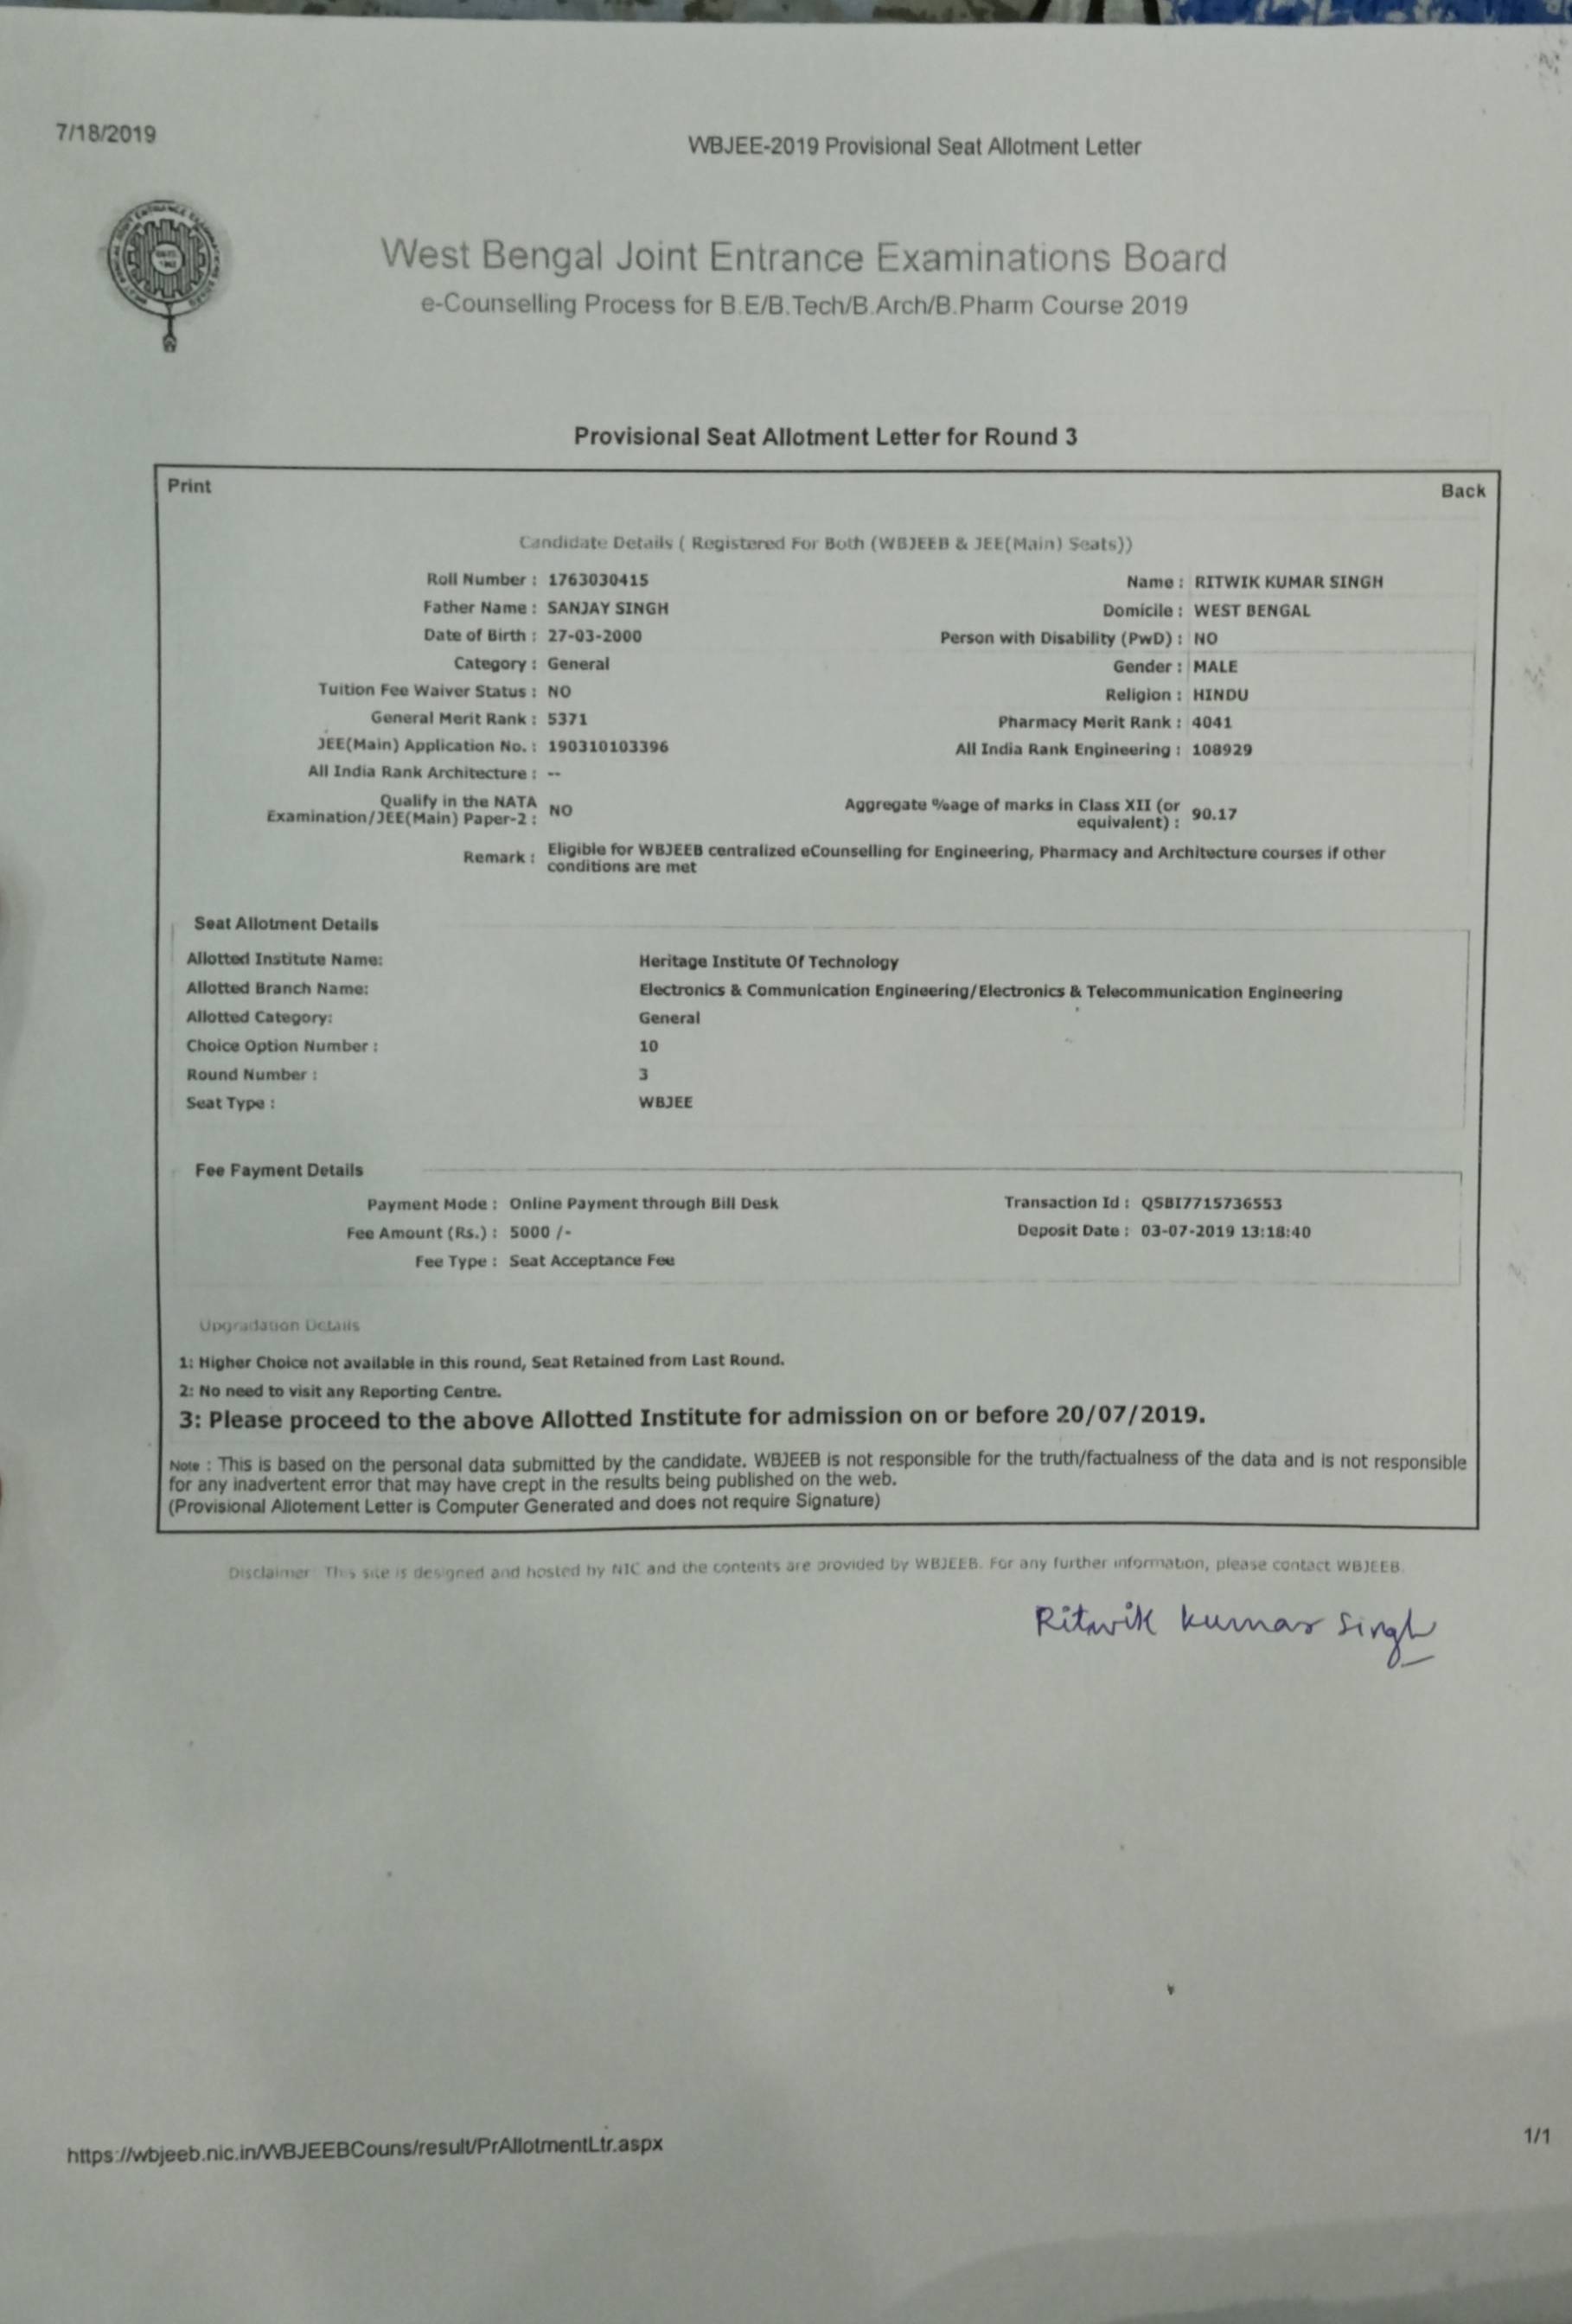 7/18/2019
WBJEE-2019 Provisional Seat Allotment Letter
West Bengal Joint Entrance Examinations Board
e-Counselling Process for B.E/B.Tech/B.Arch/B.Pharm Course 2019
Provisional Seat Allotment Letter for Round 3
Print Back
Candidate Details ( Registered For Both (WBJEEB & JEE(Main) Seats))
Roll Number : 1763030415 Name : RITWIK KUMAR SINGH
Father Name : SANJAY SINGH Domicile : WEST BENGAL
Date of Birth : 27-03-2000 Person with Disability (PwD) : NO
Category : General Gender : MALE
Tuition Fee Waiver Status : NO Religion : HINDU
General Merit Rank : 5371 Pharmacy Merit Rank : 4041
JEE(Main) Application No. : 190310103396 All India Rank Engineering : 108929
All India Rank Architecture : --
Qualify in the NATA
Examination/JEE(Main) Paper-2 : NO
Aggregate %age of marks in Class XII (or
equivalent) : 90.17
Remark : Eligible for WBJEEB centralized eCounselling for Engineering, Pharmacy and Architecture courses if other
conditions are met
Seat Allotment Details
Allotted Institute Name: Heritage Institute Of Technology
Allotted Branch Name: Electronics & Communication Engineering/Electronics & Telecommunication Engineering
Allotted Category: General
Choice Option Number : 10
Round Number : 3
Seat Type : WBJEE
Fee Payment Details
Payment Mode : Online Payment through Bill Desk Transaction Id : QSBI7715736553
Fee Amount (Rs.) : 5000 /- Deposit Date : 03-07-2019 13:18:40
Fee Type : Seat Acceptance Fee
Upgradation Details
1: Higher Choice not available in this round, Seat Retained from Last Round.
2: No need to visit any Reporting Centre.
3: Please proceed to the above Allotted Institute for admission on or before 20/07/2019.
Note : This is based on the personal data submitted by the candidate. WBJEEB is not responsible for the truth/factualness of the data and is not responsible
for any inadvertent error that may have crept in the results being published on the web.
(Provisional Allotement Letter is Computer Generated and does not require Signature)
Disclaimer: This site is designed and hosted by NIC and the contents are provided by WBJEEB. For any further information, please contact WBJEEB.
Ritwik Kumar Singh
https://wbjeeb.nic.in/WBJEEBCouns/result/PrAllotmentLtr.aspx 1/1